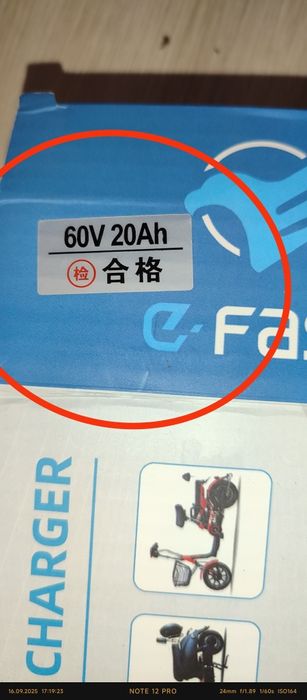 60V 20Ah
检 合格
e-Fas
CHARGER
16.09.2025 17:19:23
NOTE 12 PRO
24mm f/1.89 1/60s ISO164